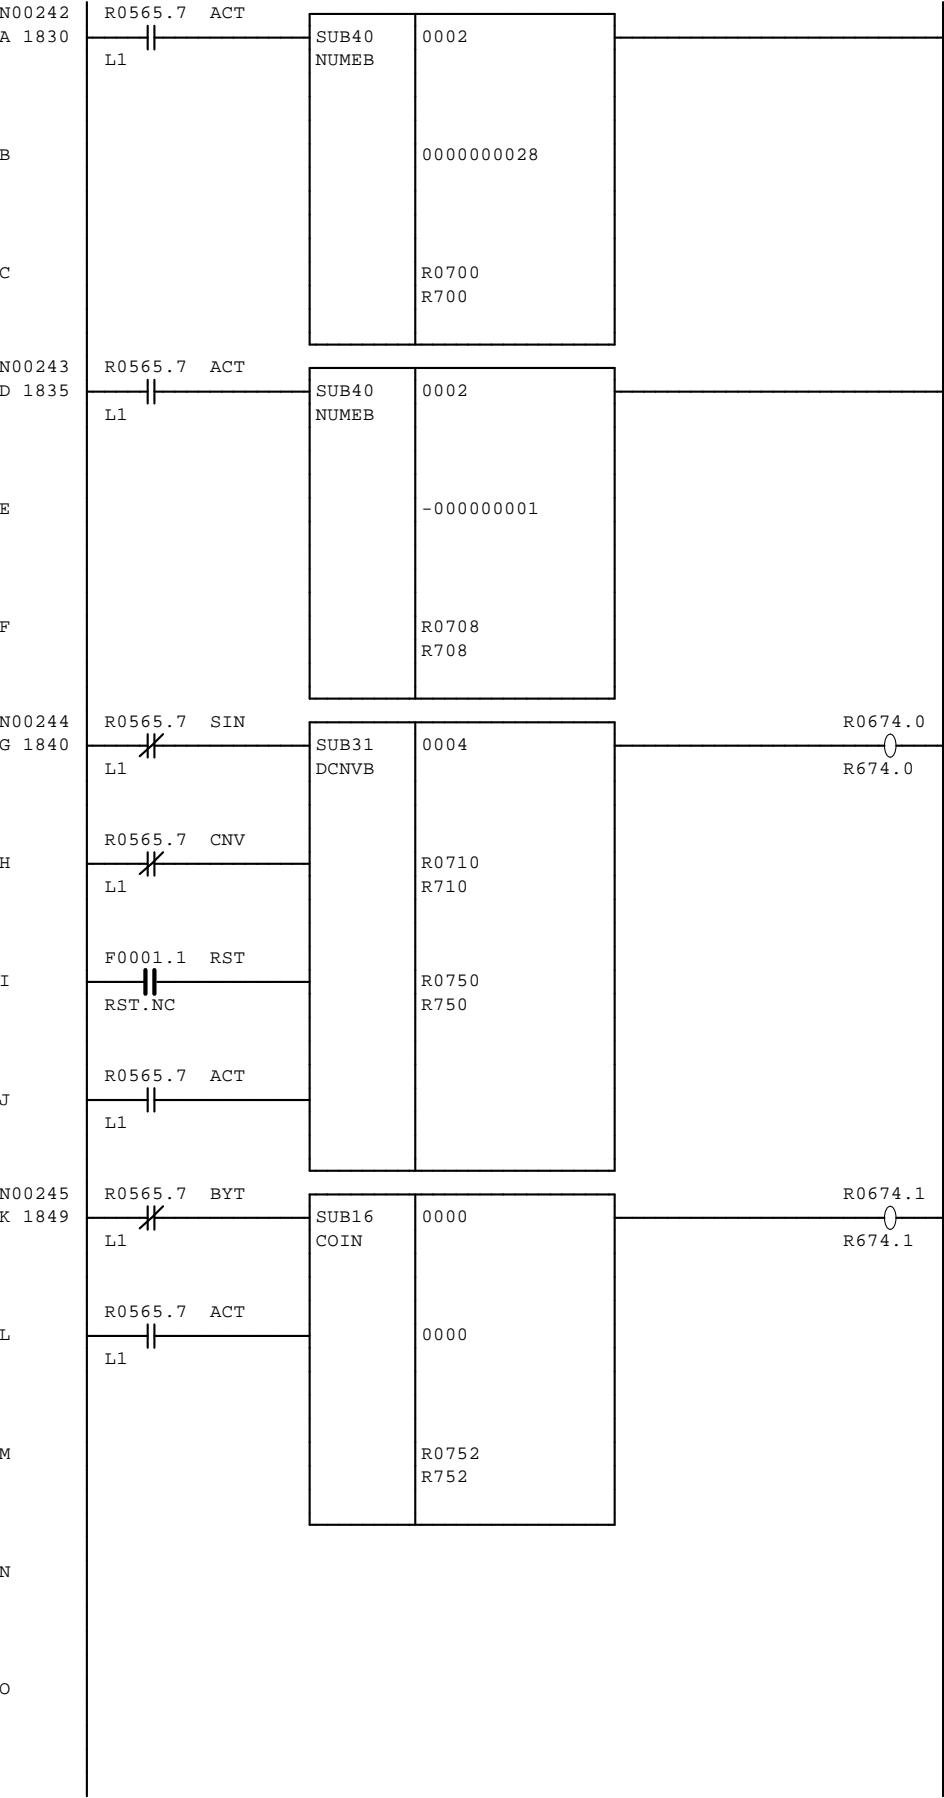 N00242 R0565.7 ACT
A 1830 SUB40 0002
L1 NUMEB
B 0000000028
C R0700
R700
N00243 R0565.7 ACT
D 1835 SUB40 0002
L1 NUMEB
E -000000001
F R0708
R708
N00244 R0565.7 SIN R0674.0
G 1840 SUB31 0004
L1 DCNVB R674.0
R0565.7 CNV
H R0710
L1 R710
F0001.1 RST
I R0750
RST.NC R750
R0565.7 ACT
J
L1
N00245 R0565.7 BYT R0674.1
K 1849 SUB16 0000
L1 COIN R674.1
R0565.7 ACT
L 0000
L1
M R0752
R752
N
O